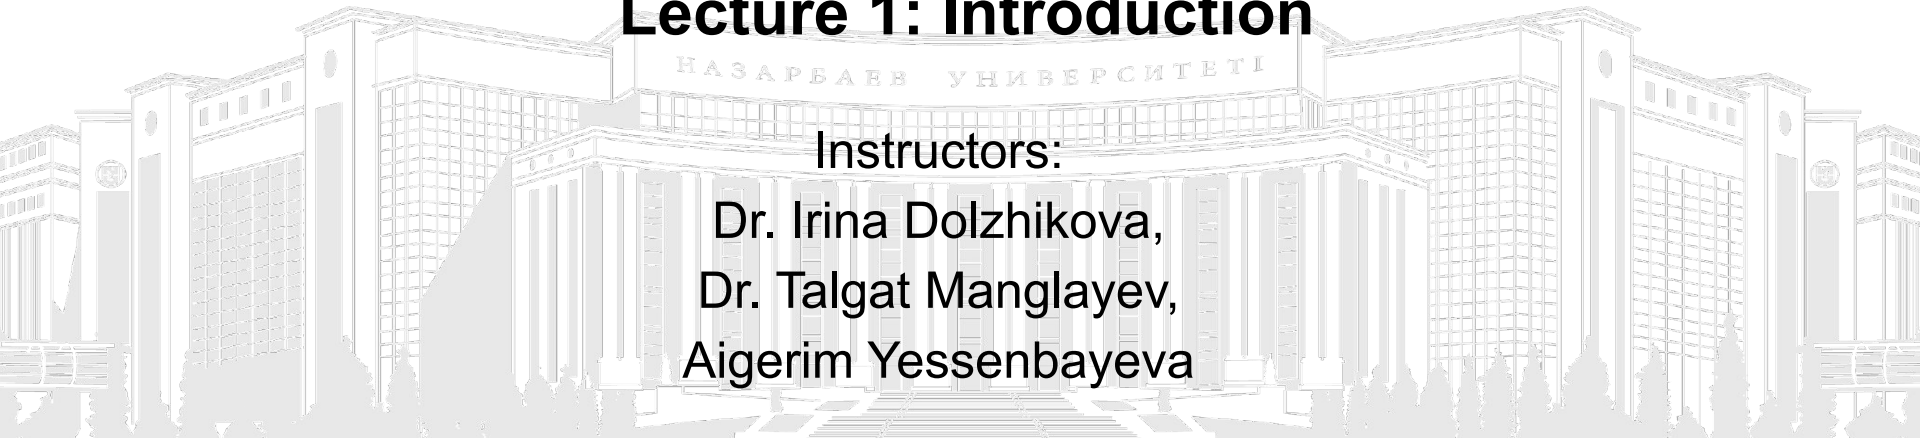 Lecture 1: Introduction
НАЗАРБАЕВ УНИВЕРСИТЕТІ
Instructors:
Dr. Irina Dolzhikova,
Dr. Talgat Manglayev,
Aigerim Yessenbayeva